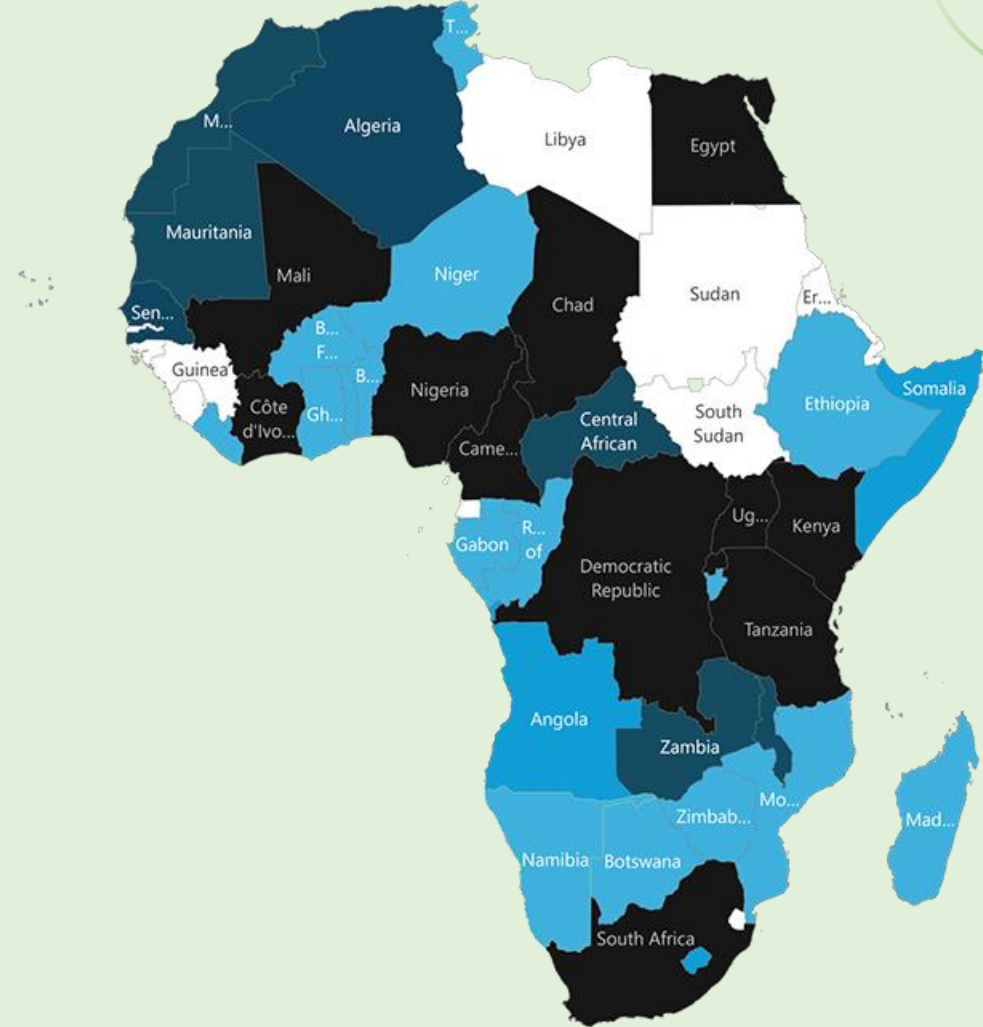 T...
M...
Algeria
Libya
Egypt
Mauritania
Mali
Niger
Chad
Sudan
Er...
Sen...
Guinea
B...
F...
B...
Nigeria
Côte
d'Ivo...
Gh...
Came...
Central
African
South
Sudan
Ethiopia
Somalia
Gabon
R...
of
Democratic
Republic
Ug...
Kenya
Tanzania
Angola
Zambia
Zimbab...
Mo...
Mad...
Namibia
Botswana
South Africa